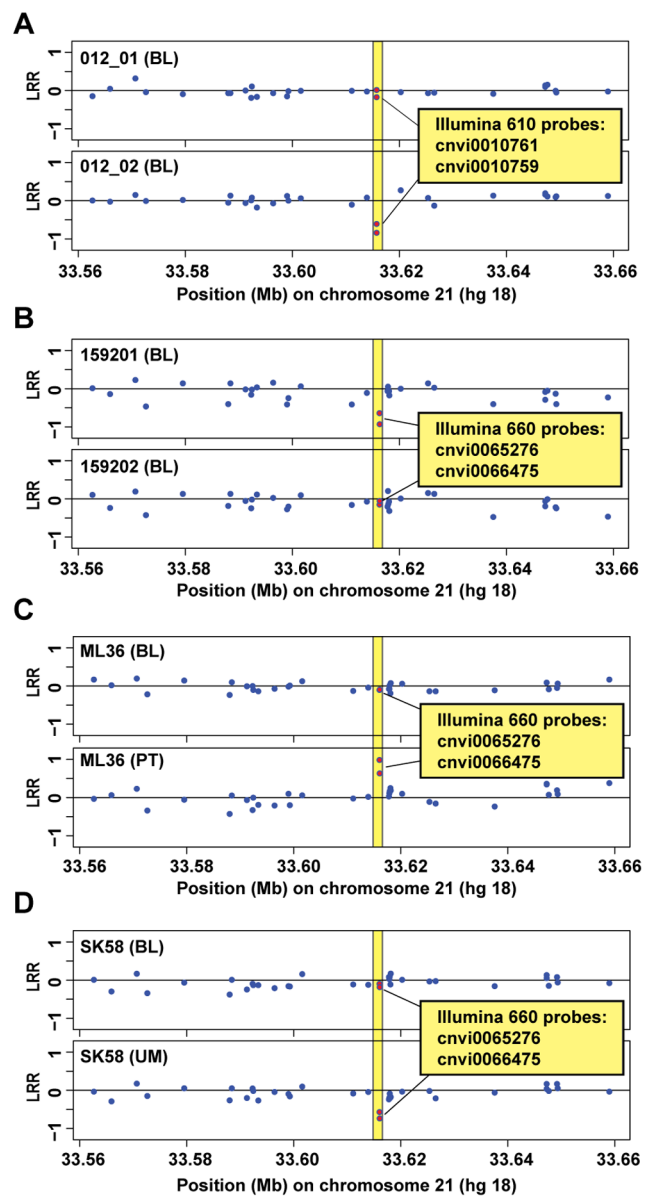 A
012_01 (BL)
LRR
−1 0 1
Illumina 610 probes:
cnvi0010761
cnvi0010759
012_02 (BL)
LRR
−1 0 1
33.56 33.58 33.60 33.62 33.64 33.66
Position (Mb) on chromosome 21 (hg 18)
B
159201 (BL)
LRR
−1 0 1
Illumina 660 probes:
cnvi0065276
cnvi0066475
159202 (BL)
LRR
−1 0 1
33.56 33.58 33.60 33.62 33.64 33.66
Position (Mb) on chromosome 21 (hg 18)
C
ML36 (BL)
LRR
−1 0 1
Illumina 660 probes:
cnvi0065276
cnvi0066475
ML36 (PT)
LRR
−1 0 1
33.56 33.58 33.60 33.62 33.64 33.66
Position (Mb) on chromosome 21 (hg 18)
D
SK58 (BL)
LRR
−1 0 1
Illumina 660 probes:
cnvi0065276
cnvi0066475
SK58 (UM)
LRR
−1 0 1
33.56 33.58 33.60 33.62 33.64 33.66
Position (Mb) on chromosome 21 (hg 18)